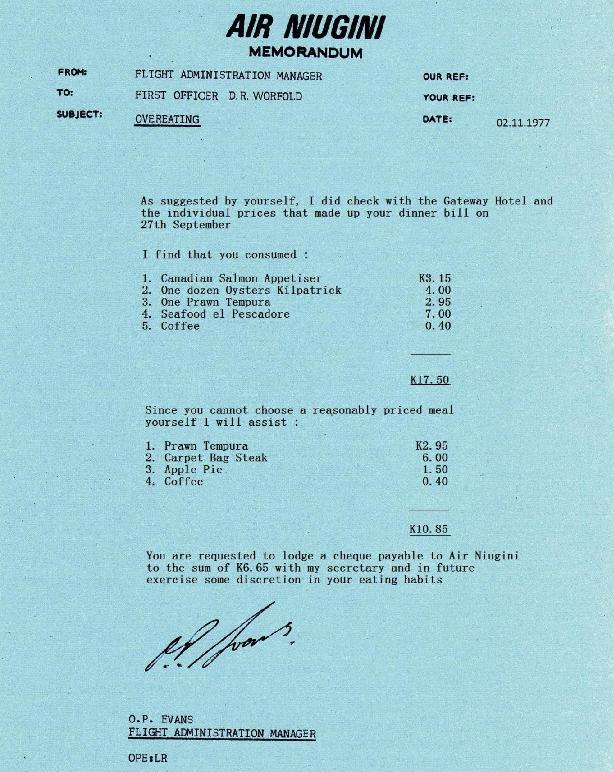 AIR NIUGINI
MEMORANDUM
FROM: FLIGHT ADMINISTRATION MANAGER OUR REF:
TO: FIRST OFFICER D.R. WORFOLD YOUR REF:
SUBJECT: OVEREATING DATE: 02.11.1977
As suggested by yourself, I did check with the Gateway Hotel and
the individual prices that made up your dinner bill on
27th September
I find that you consumed :
1. Canadian Salmon Appetiser K3.15
2. One dozen Oysters Kilpatrick 4.00
3. One Prawn Tempura 2.95
4. Seafood el Pescadore 7.00
5. Coffee 0.40
K17.50
Since you cannot choose a reasonably priced meal
yourself I will assist :
1. Prawn Tempura K2.95
2. Carpet Bag Steak 6.00
3. Apple Pie 1.50
4. Coffee 0.40
K10.85
You are requested to lodge a cheque payable to Air Niugini
to the sum of K6.65 with my secretary and in future
exercise some discretion in your eating habits
O.P. Evans.
O.P. EVANS
FLIGHT ADMINISTRATION MANAGER
OPE:LR